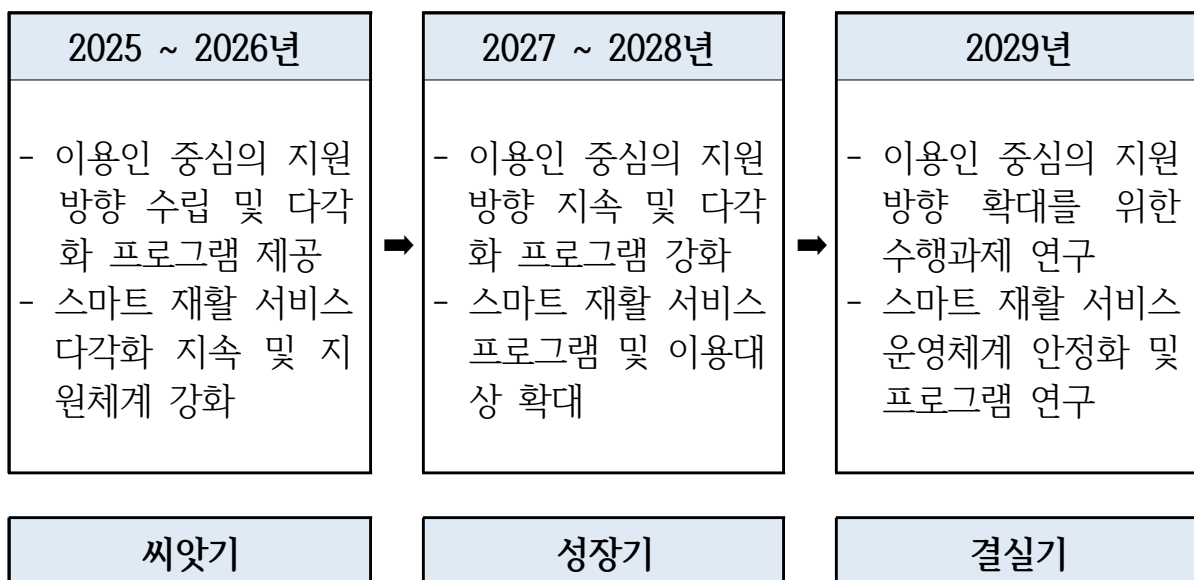 2025 ~ 2026년
- 이용인 중심의 지원
방향 수립 및 다각
화 프로그램 제공
- 스마트 재활 서비스
다각화 지속 및 지
원체계 강화
➡
2027 ~ 2028년
- 이용인 중심의 지원
방향 지속 및 다각
화 프로그램 강화
- 스마트 재활 서비스
프로그램 및 이용대
상 확대
➡
2029년
- 이용인 중심의 지원
방향 확대를 위한
수행과제 연구
- 스마트 재활 서비스
운영체계 안정화 및
프로그램 연구
씨앗기
성장기
결실기